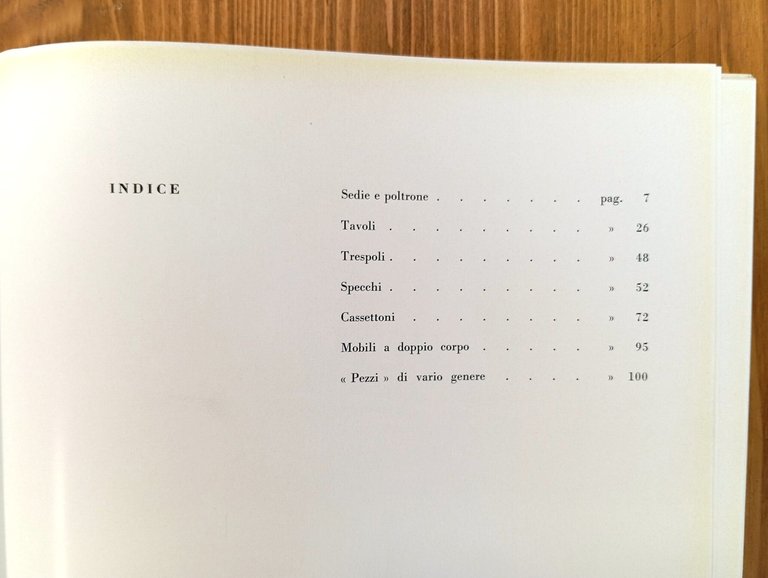 INDICE
Sedie e poltrone . . . . . . . pag. 7
Tavoli . . . . . . . . . » 26
Trespoli . . . . . . . . . » 48
Specchi . . . . . . . . . » 52
Cassettoni . . . . . . . . » 72
Mobili a doppio corpo . . . . . » 95
« Pezzi » di vario genere . . . . » 100